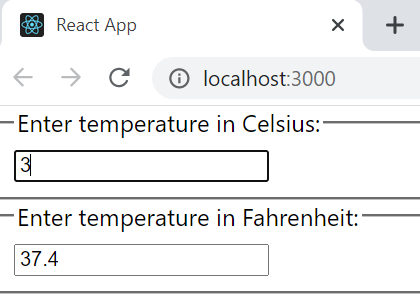 React App
localhost:3000
Enter temperature in Celsius:
3
Enter temperature in Fahrenheit:
37.4